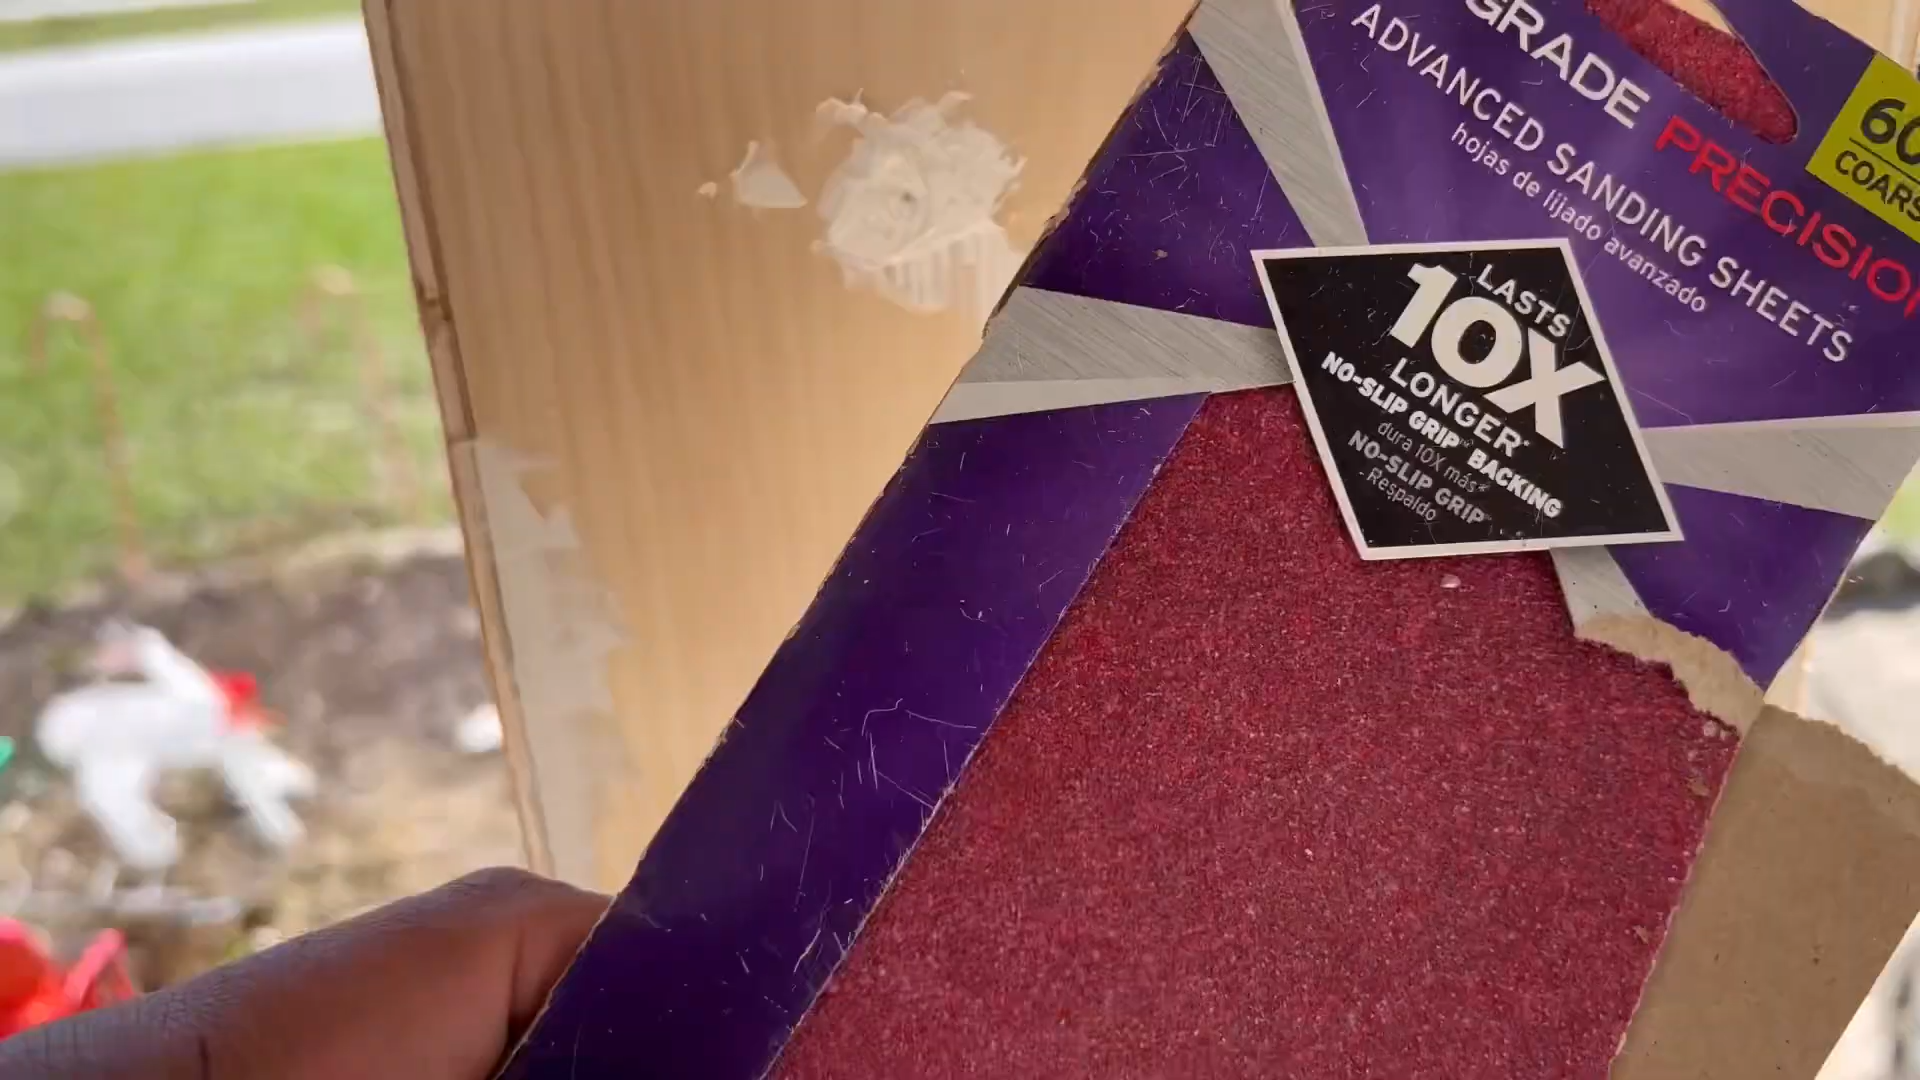 GRADE PRECISION
ADVANCED SANDING SHEETS
hojas de lijado avanzado
60
COARS
LASTS
10X
LONGER*
NO-SLIP GRIP™ BACKING
dura 10X más*
NO-SLIP GRIP™
Respaldo